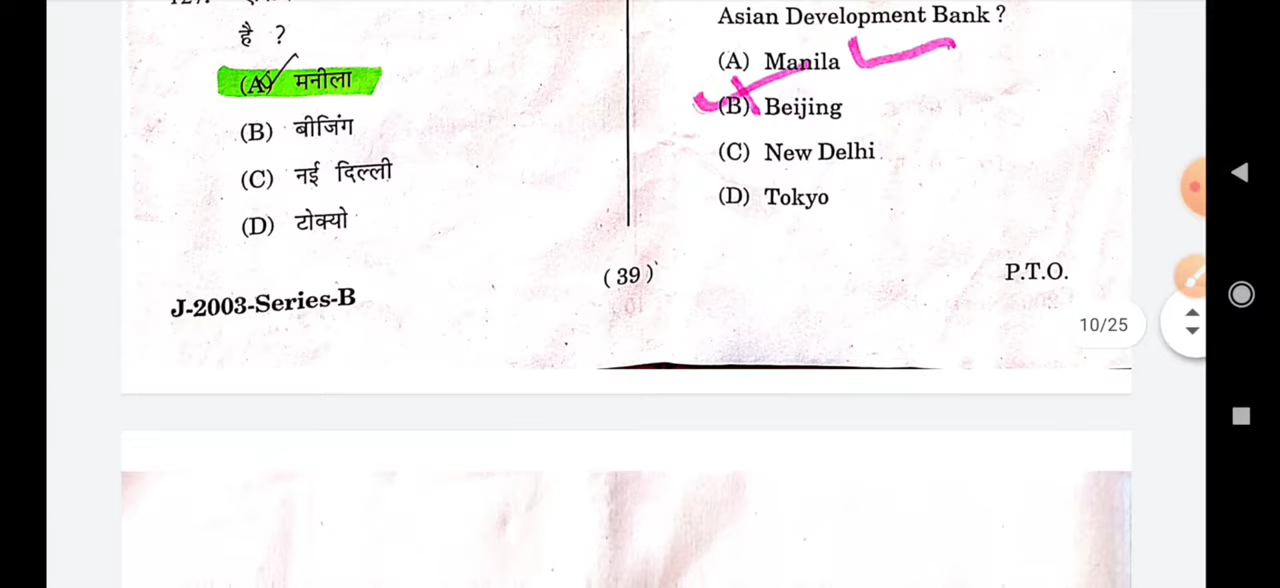 है ?
(A) मनीला
(B) बीजिंग
(C) नई दिल्ली
(D) टोक्यो
Asian Development Bank ?
(A) Manila
(B) Beijing
(C) New Delhi
(D) Tokyo
(39)
P.T.O.
J-2003-Series-B
10/25